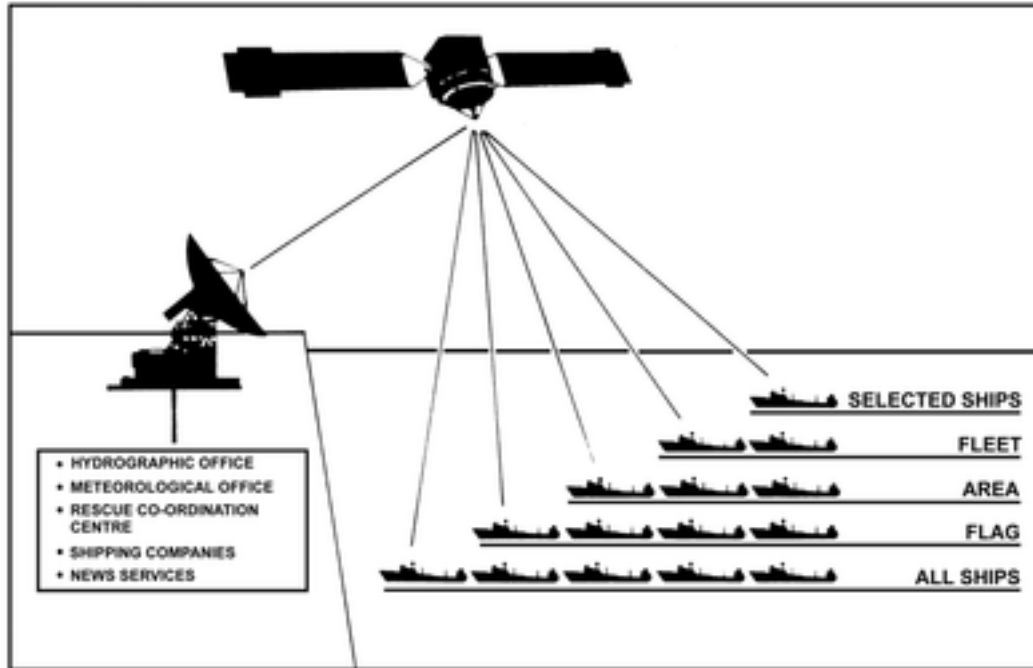 SELECTED SHIPS
FLEET
AREA
FLAG
ALL SHIPS
• HYDROGRAPHIC OFFICE
• METEOROLOGICAL OFFICE
• RESCUE CO-ORDINATION
CENTRE
• SHIPPING COMPANIES
• NEWS SERVICES